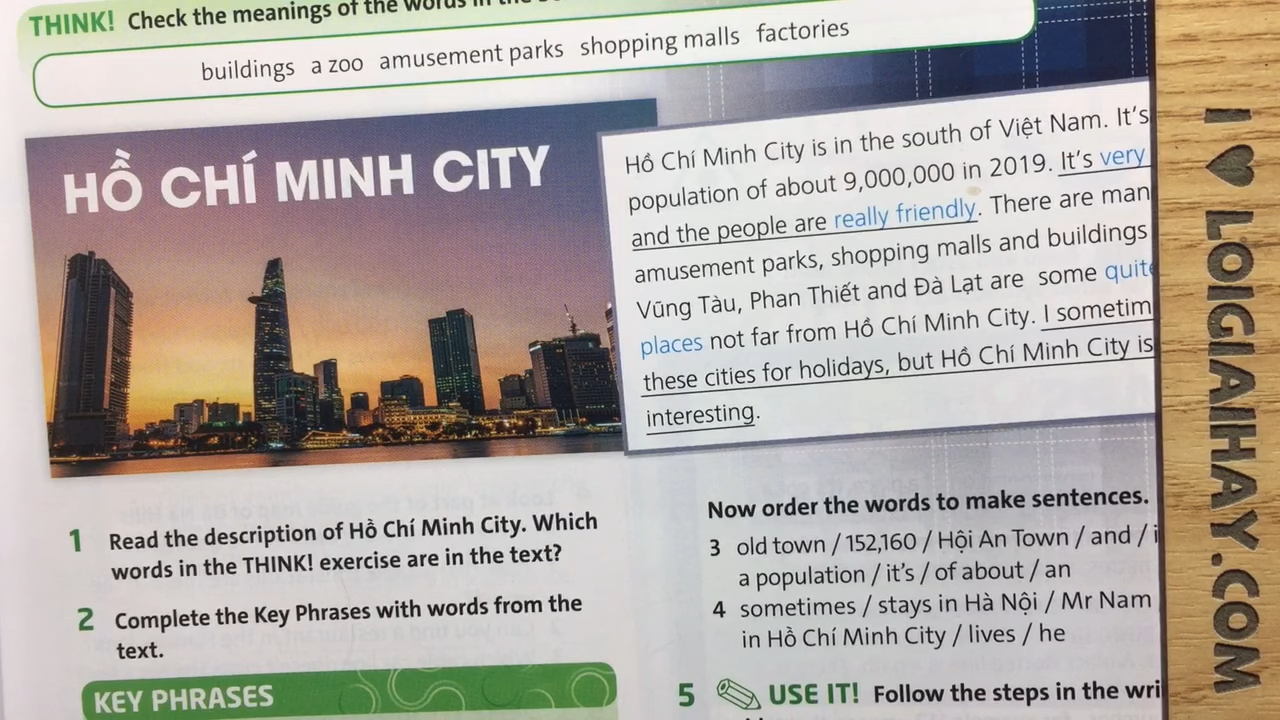 THINK! Check the meanings of the words in the
buildings a zoo amusement parks shopping malls factories
HỒ CHÍ MINH CITY
Hồ Chí Minh City is in the south of Việt Nam. It's
population of about 9,000,000 in 2019. It's very
and the people are really friendly. There are
amusement parks, shopping malls and buildings
Vũng Tàu, Phan Thiết and Đà Lạt are some
places not far from Hồ Chí Minh City. I
these cities for holidays, but Hồ Chí Minh City is
interesting.
1 Read the description of Hồ Chí Minh City. Which
words in the THINK! exercise are in the text?
2 Complete the Key Phrases with words from the
text.
KEY PHRASES
Now order the words to make sentences.
3 old town / 152,160 / Hội An Town / and /
a population / it's / of about / an
4 sometimes / stays in Hà Nội / Mr Nam
in Hồ Chí Minh City / lives / he
5 USE IT! Follow the steps in the
I ♥ LOIGIAIHAY.COM